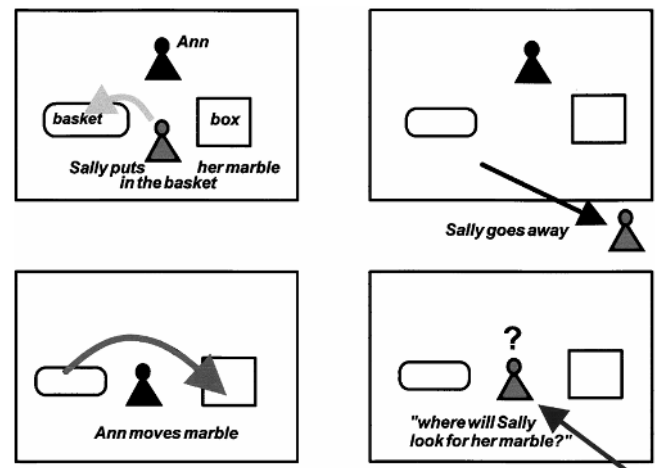 Ann
basket
box
Sally puts her marble
in the basket
Sally goes away
Ann moves marble
?
"where will Sally
look for her marble?"